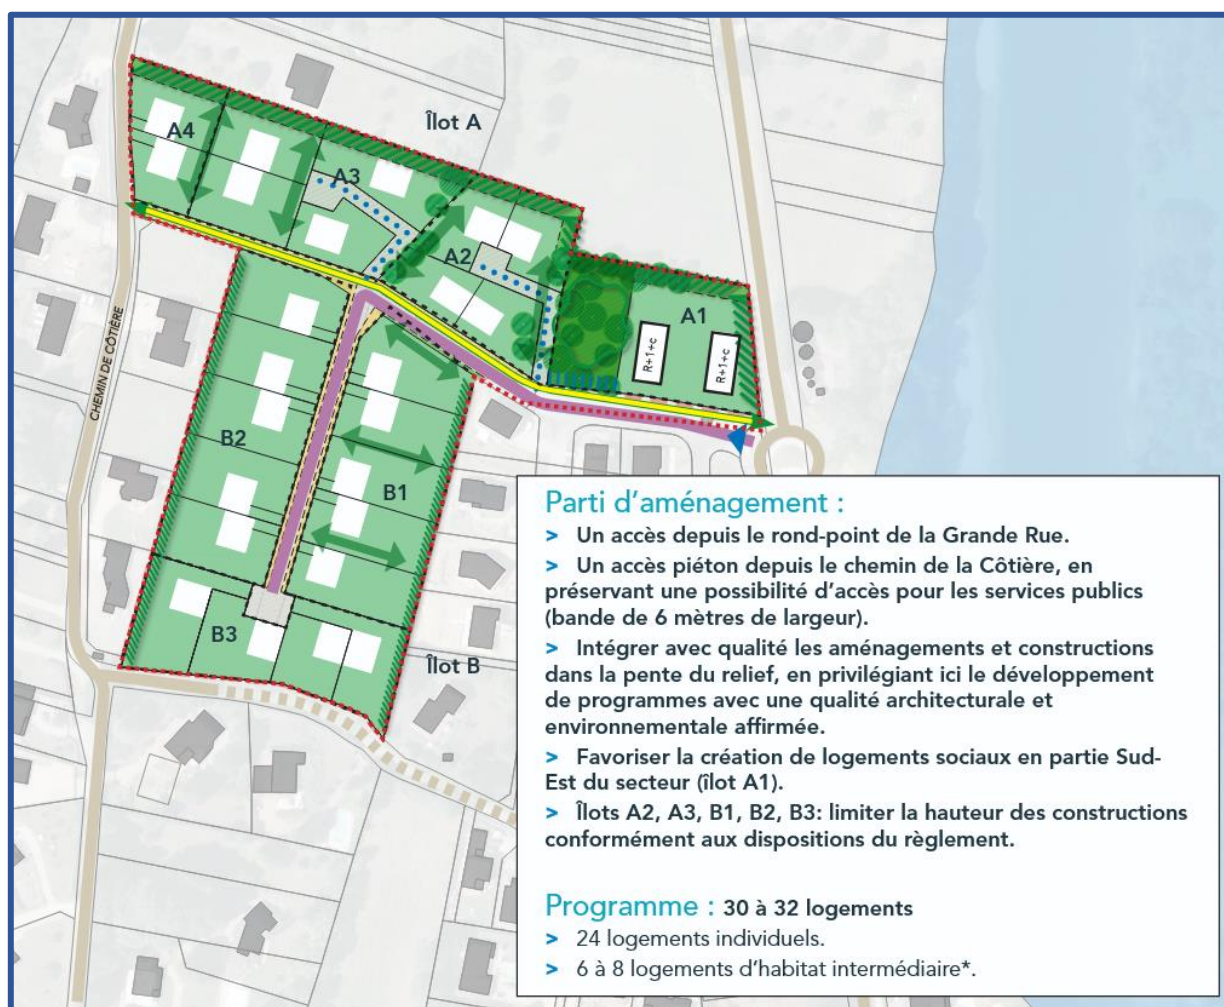 Îlot A
A4
A3
A2
A1
R+1+c
R+1+c
CHEMIN DE CÔTIÈRE
B2
B1
B3
Îlot B
Parti d’aménagement :
> Un accès depuis le rond-point de la Grande Rue.
> Un accès piéton depuis le chemin de la Côtière, en
préservant une possibilité d’accès pour les services publics
(bande de 6 mètres de largeur).
> Intégrer avec qualité les aménagements et constructions
dans la pente du relief, en privilégiant ici le développement
de programmes avec une qualité architecturale et
environnementale affirmée.
> Favoriser la création de logements sociaux en partie Sud-
Est du secteur (îlot A1).
> Îlots A2, A3, B1, B2, B3: limiter la hauteur des constructions
conformément aux dispositions du règlement.
Programme : 30 à 32 logements
> 24 logements individuels.
> 6 à 8 logements d’habitat intermédiaire*.